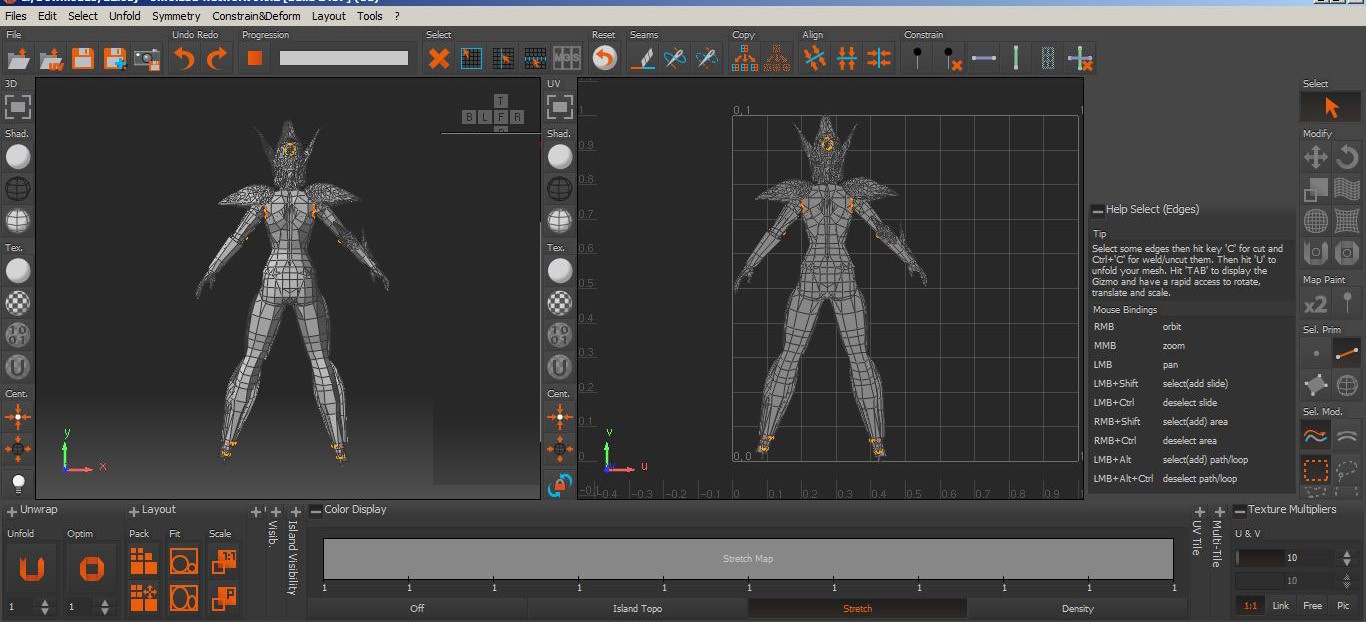 Files Edit Select Unfold Symmetry Constrain&Deform Layout Tools ?
File Undo Redo Progression Select Reset Seams Copy Align Constrain
MGS
3D
Shad.
Tex.
U
Cent.
T
B L F R
y
x
UV
Shad.
Tex.
U
Cent.
0, 1
1
0.9
0.8
0.7
0.6
0.5
0.4
0.3
0.2
0.1
0
0, 0
v
u
-0.4 -0.3 -0.2 -0.1 0 0.1 0.2 0.3 0.4 0.5 0.6 0.7 0.8 0.9
Help Select (Edges)
Tip
Select some edges then hit key 'C' for cut and
Ctrl+'C' for weld/uncut them. Then hit 'U' to
unfold your mesh. Hit 'TAB' to display the
Gizmo and have a rapid access to rotate,
translate and scale.
Mouse Bindings
RMB orbit
MMB zoom
LMB pan
LMB+Shift select(add slide)
LMB+Ctrl deselect slide
RMB+Shift select(add) area
RMB+Ctrl deselect area
LMB+Alt select(add) path/loop
LMB+Alt+Ctrl deselect path/loop
Select
Modify
Map Paint
x2
Sel. Prim
Sel. Mod.
Unwrap
Unfold Optim
U
1 1
Layout
Pack Fit Scale
1:1
P
Visib.
Island Visibility
Color Display
Stretch Map
1 1 1 1 1 1 1 1 1 1 1
Off Island Topo Stretch Density
UV Tile
Multi-Tile
Texture Multipliers
U & V
10
10
1:1 Link Free Pic